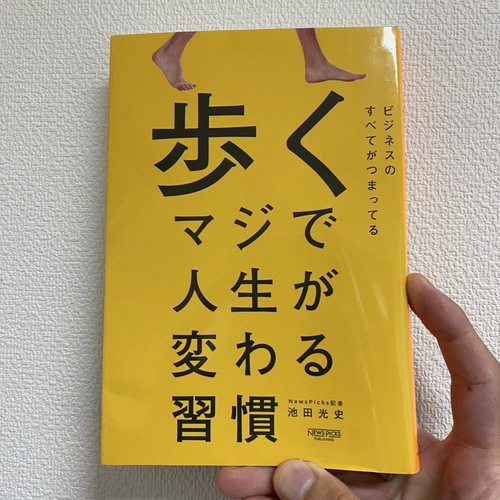 歩く
マジで
人生が
変わる
習慣
ビジネスの
すべてがつまってる
NewsPicks記者
池田光史
NEWS PICKS
PUBLISHING